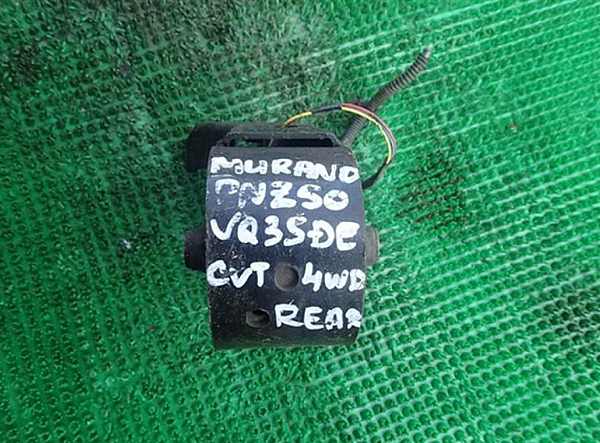 MURANO
PNZ50
VQ35DE
CVT 4WD
REAR